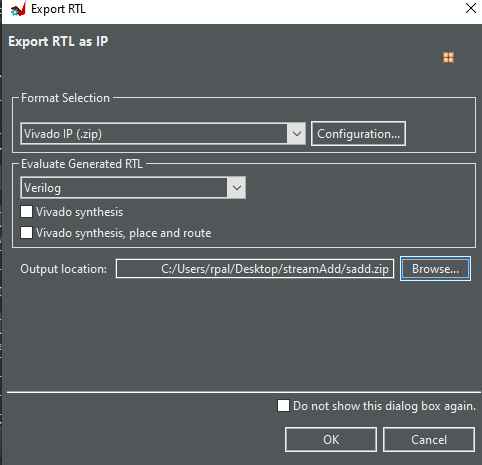 Export RTL
Export RTL as IP
Format Selection
Vivado IP (.zip)
Configuration...
Evaluate Generated RTL
Verilog
Vivado synthesis
Vivado synthesis, place and route
Output location: C:/Users/rpal/Desktop/streamAdd/sadd.zip Browse...
Do not show this dialog box again.
OK Cancel